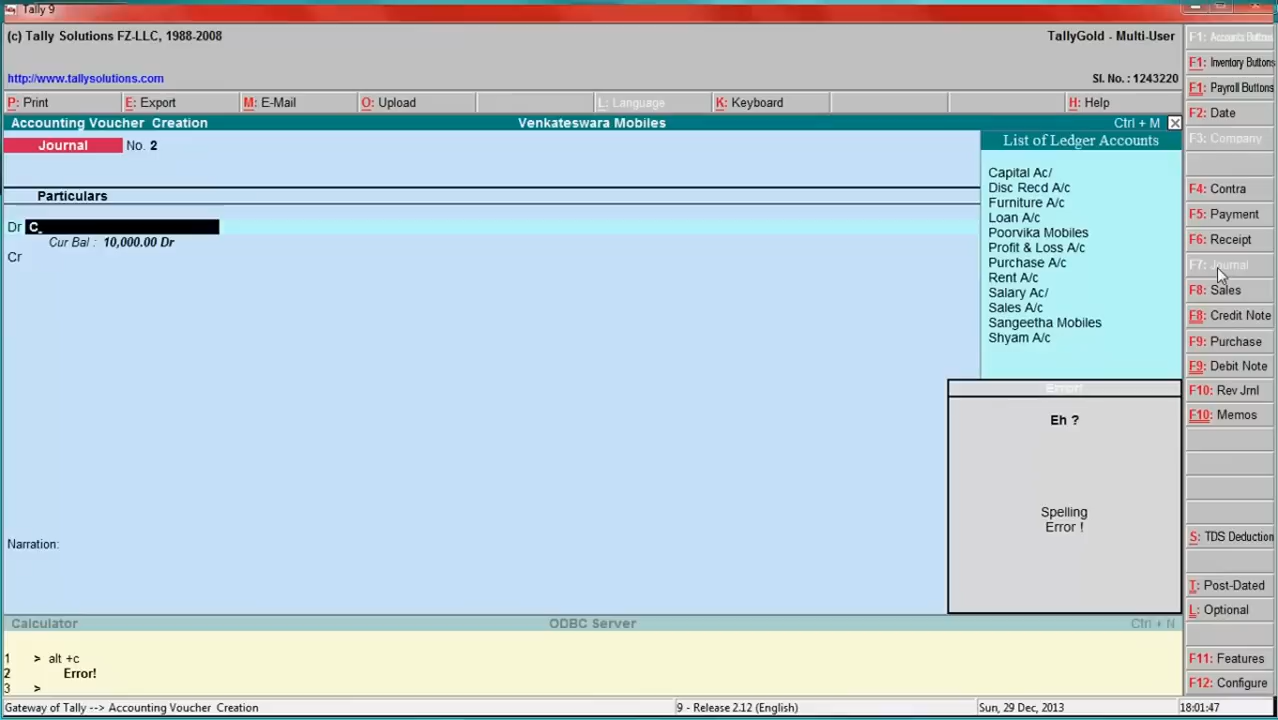 Tally 9
(c) Tally Solutions FZ-LLC, 1988-2008
TallyGold - Multi-User
http://www.tallysolutions.com
Sl. No. : 1243220
P: Print
E: Export
M: E-Mail
O: Upload
L: Language
K: Keyboard
H: Help
Accounting Voucher Creation
Venkateswara Mobiles
Ctrl + M
Journal No. 2
Particulars
Dr C
Cur Bal : 10,000.00 Dr
Cr
Narration:
List of Ledger Accounts
Capital Ac/
Disc Recd A/c
Furniture A/c
Loan A/c
Poorvika Mobiles
Profit & Loss A/c
Purchase A/c
Rent A/c
Salary Ac/
Sales A/c
Sangeetha Mobiles
Shyam A/c
Error!
Eh ?
Spelling
Error !
F1: Accounts Buttons
F1: Inventory Buttons
F1: Payroll Buttons
F2: Date
F3: Company
F4: Contra
F5: Payment
F6: Receipt
F7: Journal
F8: Sales
F8: Credit Note
F9: Purchase
F9: Debit Note
F10: Rev Jrnl
F10: Memos
S: TDS Deduction
T: Post-Dated
L: Optional
F11: Features
F12: Configure
Calculator
ODBC Server
Ctrl + N
1 > alt +c
2 Error!
3 >
Gateway of Tally --> Accounting Voucher Creation
9 - Release 2.12 (English)
Sun, 29 Dec, 2013
18:01:47